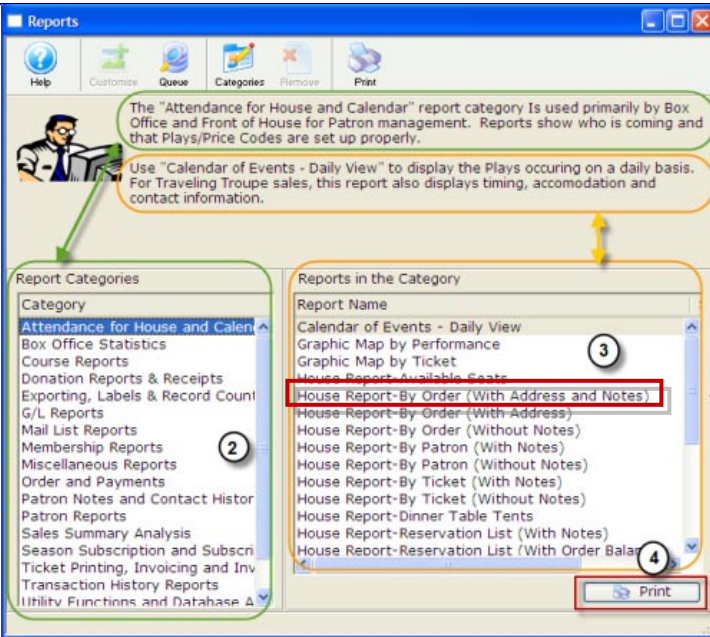 Reports
Help Customize Queue Categories Remove Print
The "Attendance for House and Calendar" report category Is used primarily by Box
Office and Front of House for Patron management. Reports show who is coming and
that Plays/Price Codes are set up properly.
Use "Calendar of Events - Daily View" to display the Plays occuring on a daily basis.
For Traveling Troupe sales, this report also displays timing, accomodation and
contact information.
Report Categories
Category
Attendance for House and Calen
Box Office Statistics
Course Reports
Donation Reports & Receipts
Exporting, Labels & Record Count
G/L Reports
Mail List Reports
Membership Reports
Miscellaneous Reports
Order and Payments
Patron Notes and Contact Histor
Patron Reports
Sales Summary Analysis
Season Subscription and Subscri
Ticket Printing, Invoicing and Inv
Transaction History Reports
Utility Functions and Database A
2
Reports in the Category
Report Name
Calendar of Events - Daily View
Graphic Map by Performance
Graphic Map by Ticket
House Report-Available Seats
House Report-By Order (With Address and Notes)
House Report-By Order (With Address)
House Report-By Order (Without Notes)
House Report-By Patron (With Notes)
House Report-By Patron (Without Notes)
House Report-By Ticket (With Notes)
House Report-By Ticket (Without Notes)
House Report-Dinner Table Tents
House Report-Reservation List (With Notes)
House Report-Reservation List (With Order Balan
3
4
Print